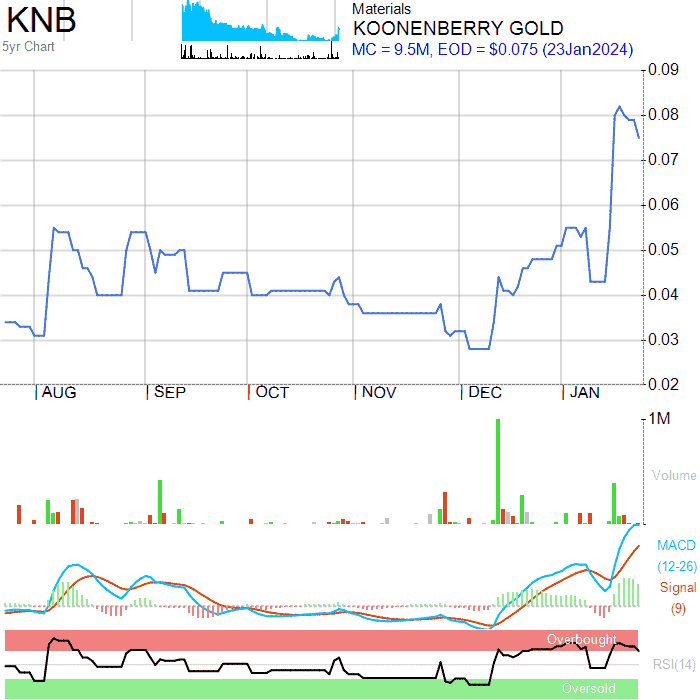 KNB
5yr Chart
Materials
KOONENBERRY GOLD
MC = 9.5M, EOD = $0.075 (23Jan2024)
0.09
0.08
0.07
0.06
0.05
0.04
0.03
0.02
AUG SEP OCT NOV DEC JAN
1M
Volume
MACD
(12-26)
Signal
(9)
Overbought
RSI(14)
Oversold